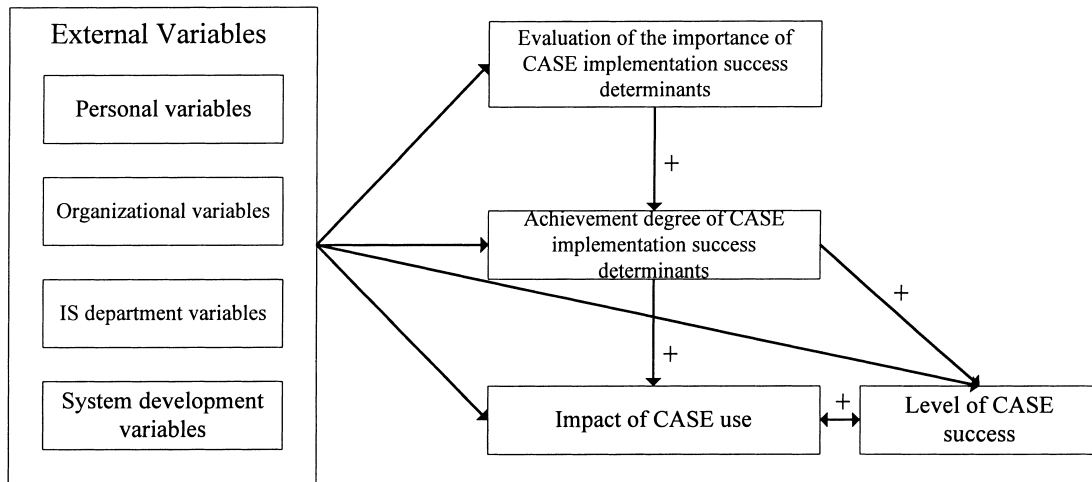 External Variables
Personal variables
Organizational variables
IS department variables
System development
variables
Evaluation of the importance of
CASE implementation success
determinants
+
Achievement degree of CASE
implementation success
determinants
+
+
Impact of CASE use
+
Level of CASE
success